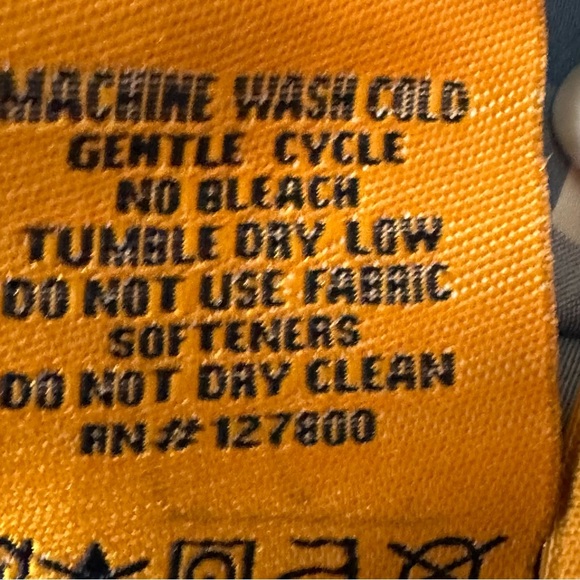 MACHINE WASH COLD
GENTLE CYCLE
NO BLEACH
TUMBLE DRY LOW
DO NOT USE FABRIC
SOFTENERS
DO NOT DRY CLEAN
RN# 127800